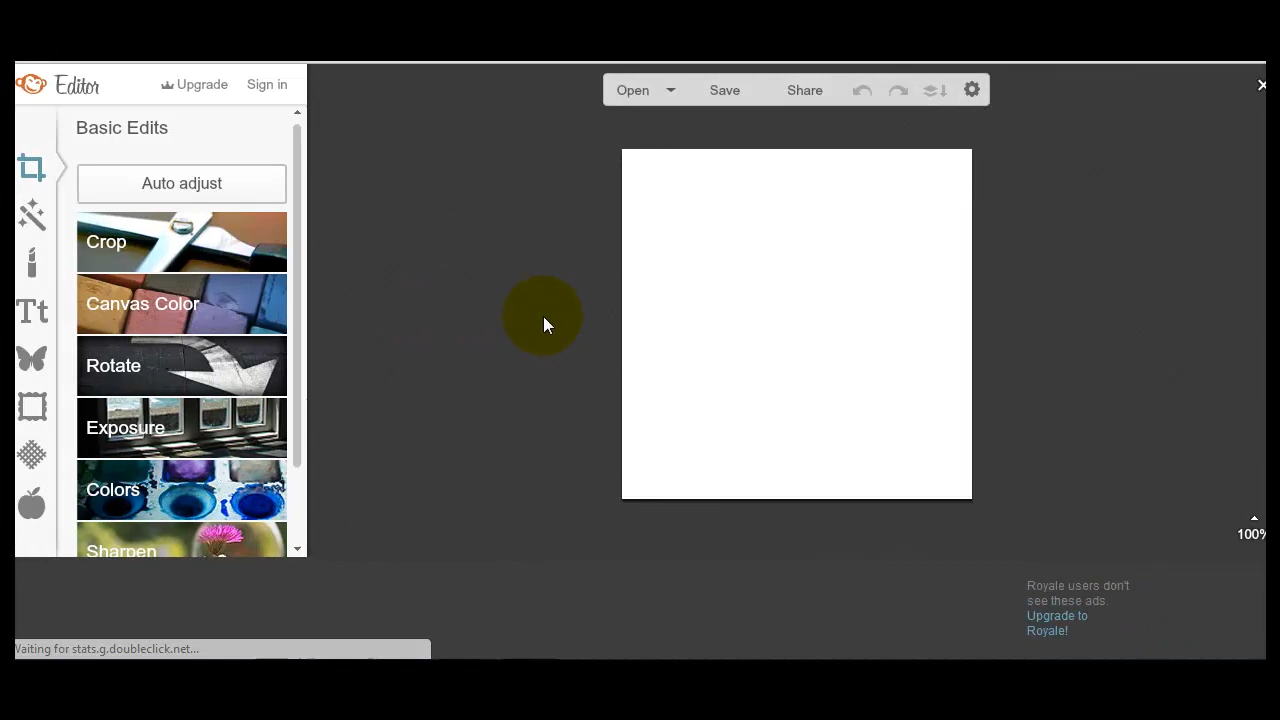 Editor
Upgrade
Sign in
Open
Save
Share
Basic Edits
Auto adjust
Crop
Canvas Color
Rotate
Exposure
Colors
Sharpen
Tt
100%
Royale users don't
see these ads.
Upgrade to
Royale!
Waiting for stats.g.doubleclick.net...